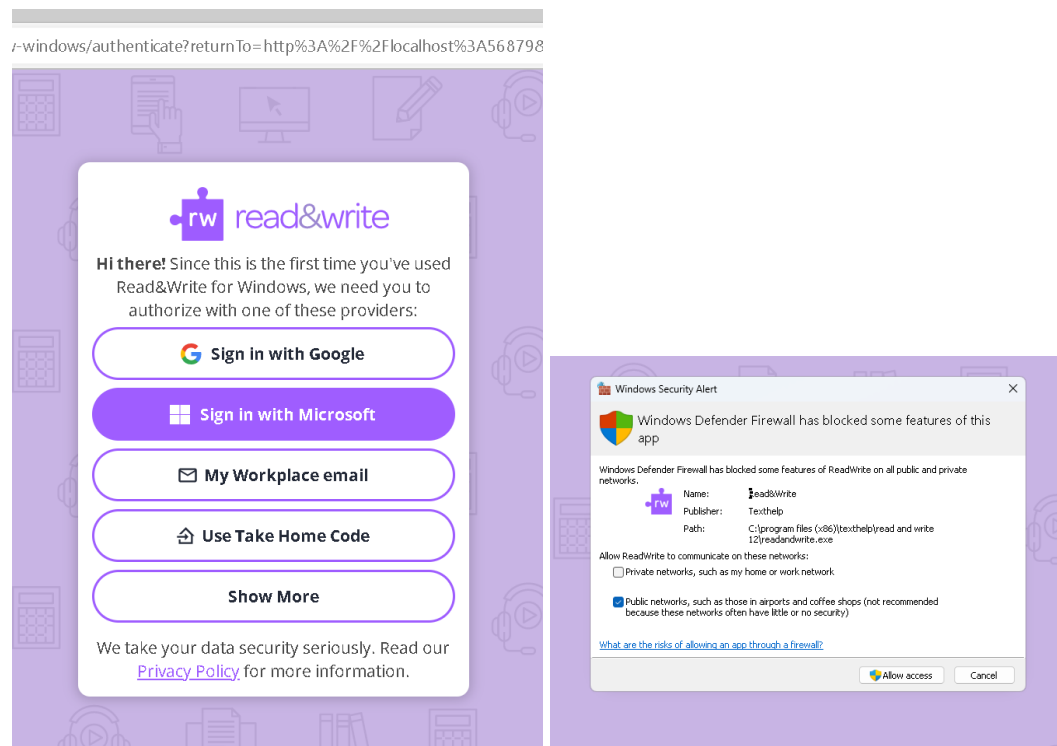 -windows/authenticate?returnTo=http%3A%2F%2Flocalhost%3A568798
rw read&write
Hi there! Since this is the first time you've used
Read&Write for Windows, we need you to
authorize with one of these providers:
Sign in with Google
Sign in with Microsoft
My Workplace email
Use Take Home Code
Show More
We take your data security seriously. Read our
Privacy Policy for more information.
Windows Security Alert
Windows Defender Firewall has blocked some features of this
app
Windows Defender Firewall has blocked some features of ReadWrite on all public and private
networks.
rw
Name: Read&Write
Publisher: Texthelp
Path: C:\program files (x86)\texthelp\read and write
12\readandwrite.exe
Allow ReadWrite to communicate on these networks:
Private networks, such as my home or work network
Public networks, such as those in airports and coffee shops (not recommended
because these networks often have little or no security)
What are the risks of allowing an app through a firewall?
Allow access
Cancel